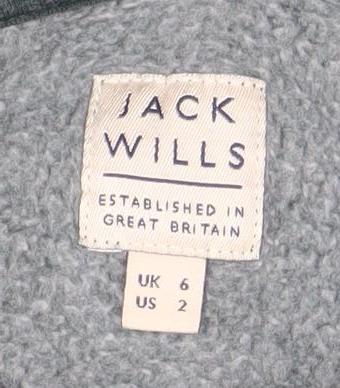 JACK
WILLS
ESTABLISHED IN
GREAT BRITAIN
UK 6
US 2